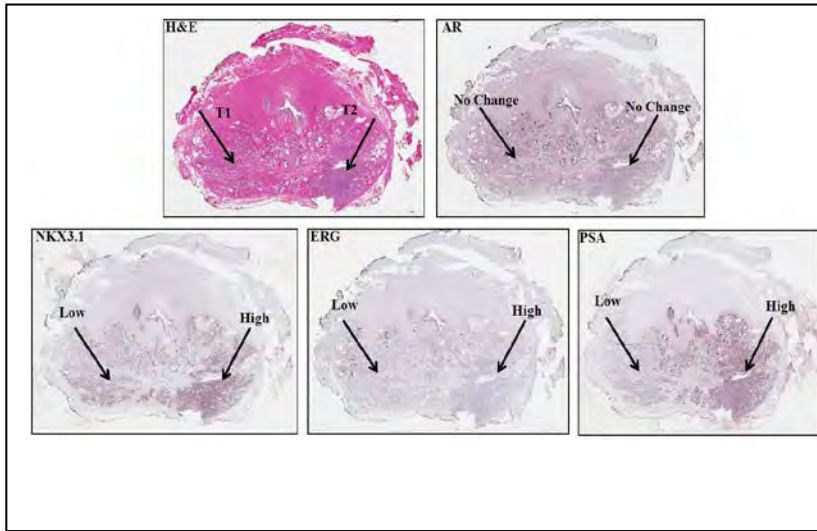 H&E
T1
T2
AR
No Change
No Change
NKX3.1
Low
High
ERG
Low
High
PSA
Low
High